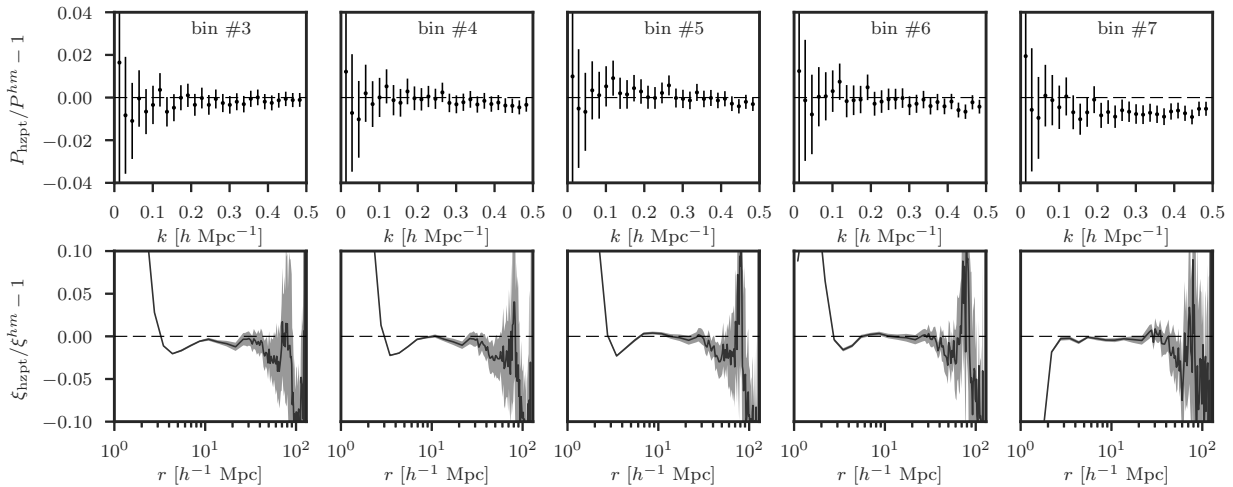 bin #3 bin #4 bin #5 bin #6 bin #7
P_hzpt/P^hm − 1
0.04
0.02
0.00
−0.02
−0.04
0 0.1 0.2 0.3 0.4 0.5 0 0.1 0.2 0.3 0.4 0.5 0 0.1 0.2 0.3 0.4 0.5 0 0.1 0.2 0.3 0.4 0.5 0 0.1 0.2 0.3 0.4 0.5
k [h Mpc⁻¹] k [h Mpc⁻¹] k [h Mpc⁻¹] k [h Mpc⁻¹] k [h Mpc⁻¹]
ξ_hzpt/ξ^hm − 1
0.10
0.05
0.00
−0.05
−0.10
10⁰ 10¹ 10² 10⁰ 10¹ 10² 10⁰ 10¹ 10² 10⁰ 10¹ 10² 10⁰ 10¹ 10²
r [h⁻¹ Mpc] r [h⁻¹ Mpc] r [h⁻¹ Mpc] r [h⁻¹ Mpc] r [h⁻¹ Mpc]